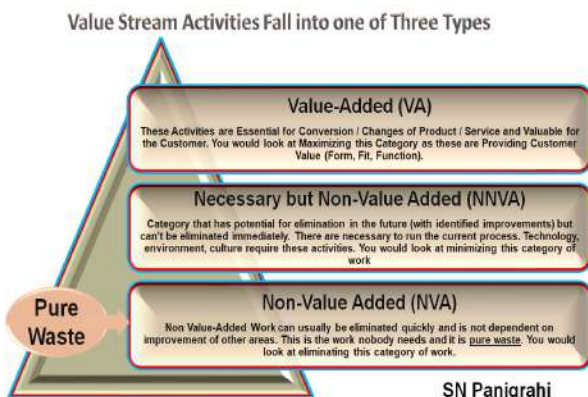 Value Stream Activities Fall into one of Three Types
Value-Added (VA)
These Activities are Essential for Conversion / Changes of Product / Service and Valuable for
the Customer. You would look at Maximizing this Category as these are Providing Customer
Value (Form, Fit, Function).
Necessary but Non-Value Added (NNVA)
Category that has potential for elimination in the future (with identified improvements) but
can't be eliminated immediately. There are necessary to run the current process. Technology,
environment, culture require these activities. You would look at minimizing this category of
work
Pure
Waste
Non-Value Added (NVA)
Non Value-Added Work can usually be eliminated quickly and is not dependent on
improvement of other areas. This is the work nobody needs and it is pure waste. You would
look at eliminating this category of work.
SN Panigrahi